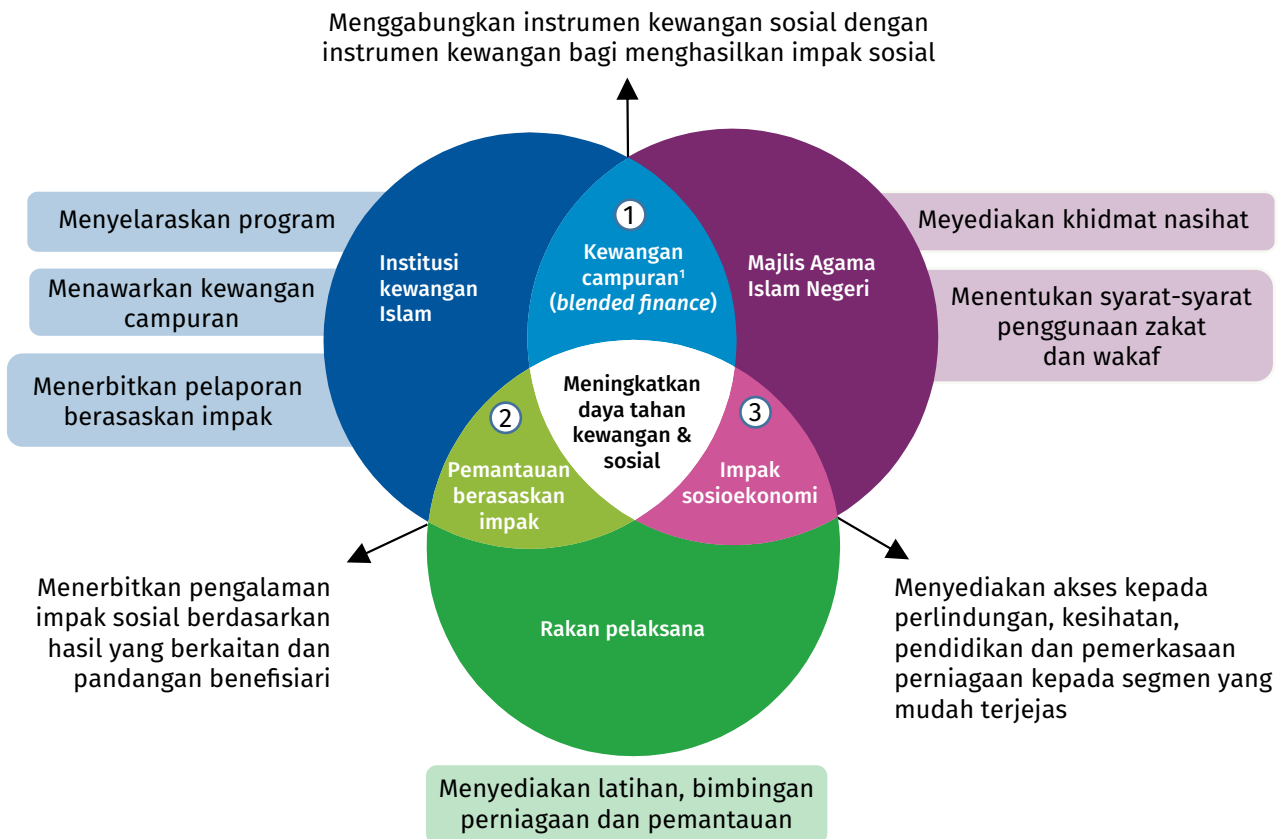 Menggabungkan instrumen kewangan sosial dengan
instrumen kewangan bagi menghasilkan impak sosial
Menyelaraskan program
Menawarkan kewangan
campuran
Menerbitkan pelaporan
berasaskan impak
Institusi
kewangan
Islam
1
Kewangan
campuran¹
(blended finance)
Majlis Agama
Islam Negeri
Meyediakan khidmat nasihat
Menentukan syarat-syarat
penggunaan zakat
dan wakaf
Meningkatkan
daya tahan
kewangan &
sosial
2
Pemantauan
berasaskan
impak
3
Impak
sosioekonomi
Menerbitkan pengalaman
impak sosial berdasarkan
hasil yang berkaitan dan
pandangan benefisiari
Rakan pelaksana
Menyediakan akses kepada
perlindungan, kesihatan,
pendidikan dan pemerkasaan
perniagaan kepada segmen yang
mudah terjejas
Menyediakan latihan, bimbingan
perniagaan dan pemantauan